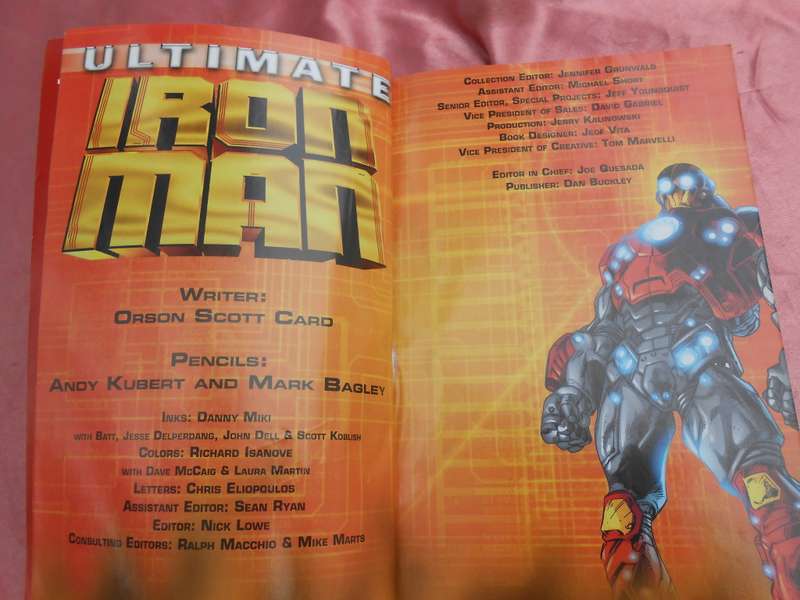 ULTIMATE
IRON
MAN
WRITER:
ORSON SCOTT CARD
PENCILS:
ANDY KUBERT AND MARK BAGLEY
INKS: DANNY MIKI
WITH BATT, JESSE DELPERDANG, JOHN DELL & SCOTT KOBLISH
COLORS: RICHARD ISANOVE
WITH DAVE MCCAIG & LAURA MARTIN
LETTERS: CHRIS ELIOPOULOS
ASSISTANT EDITOR: SEAN RYAN
EDITOR: NICK LOWE
CONSULTING EDITORS: RALPH MACCHIO & MIKE MARTS
COLLECTION EDITOR: JENNIFER GRUNWALD
ASSISTANT EDITOR: MICHAEL SHORT
SENIOR EDITOR, SPECIAL PROJECTS: JEFF YOUNGQUIST
VICE PRESIDENT OF SALES: DAVID GABRIEL
PRODUCTION: JERRY KALINOWSKI
BOOK DESIGNER: JEOF VITA
VICE PRESIDENT OF CREATIVE: TOM MARVELLI
EDITOR IN CHIEF: JOE QUESADA
PUBLISHER: DAN BUCKLEY